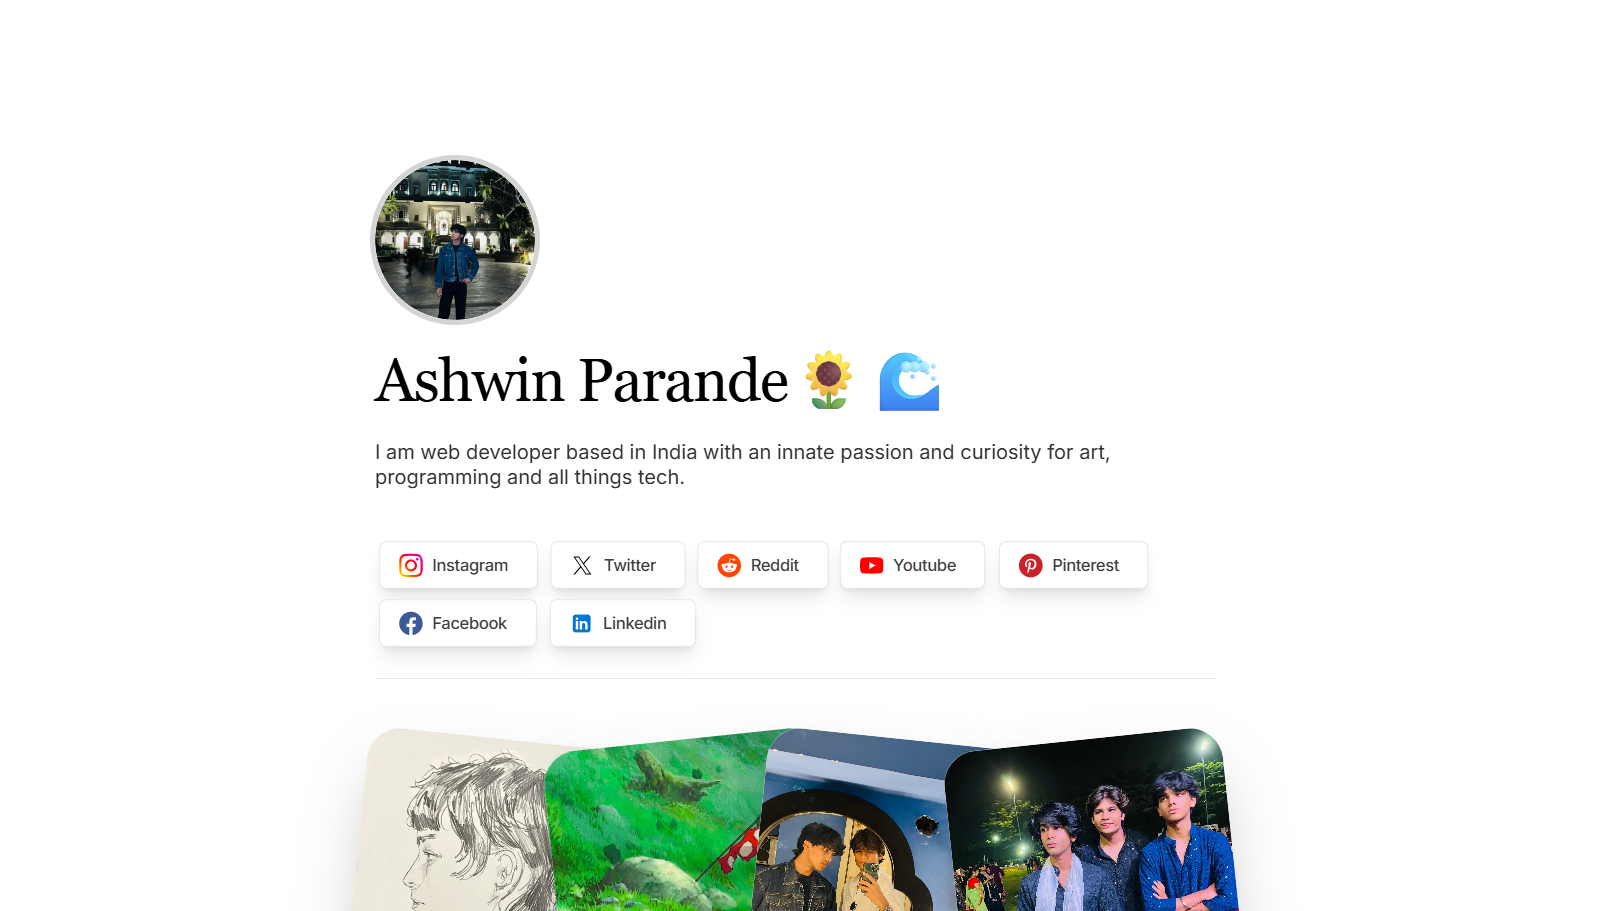 Ashwin Parande🌻 🌊
I am web developer based in India with an innate passion and curiosity for art,
programming and all things tech.
Instagram
Twitter
Reddit
Youtube
Pinterest
Facebook
Linkedin